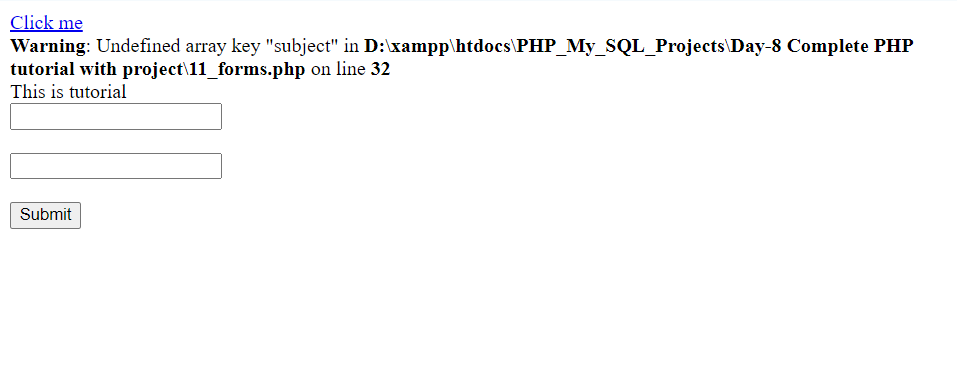 Click me
Warning: Undefined array key "subject" in D:\xampp\htdocs\PHP_My_SQL_Projects\Day-8 Complete PHP
tutorial with project\11_forms.php on line 32
This is tutorial
Submit